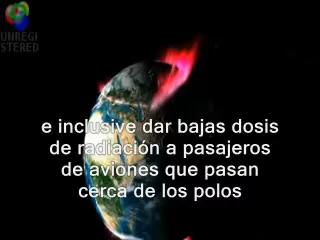 UNREGI
STERED
e inclusive dar bajas dosis
de radiación a pasajeros
de aviones que pasan
cerca de los polos